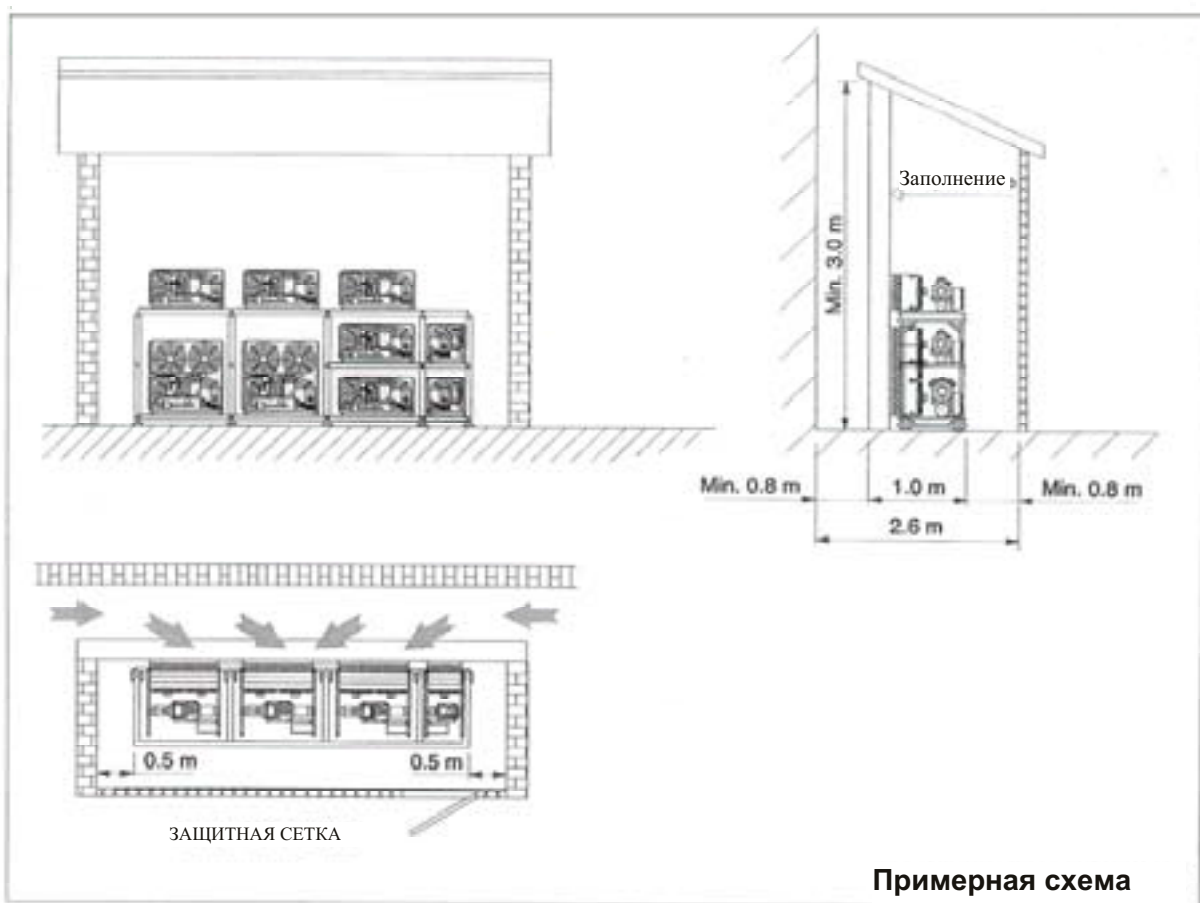 Заполнение
Min. 3.0 m
Min. 0.8 m
1.0 m
Min. 0.8 m
2.6 m
0.5 m
0.5 m
ЗАЩИТНАЯ СЕТКА
Примерная схема